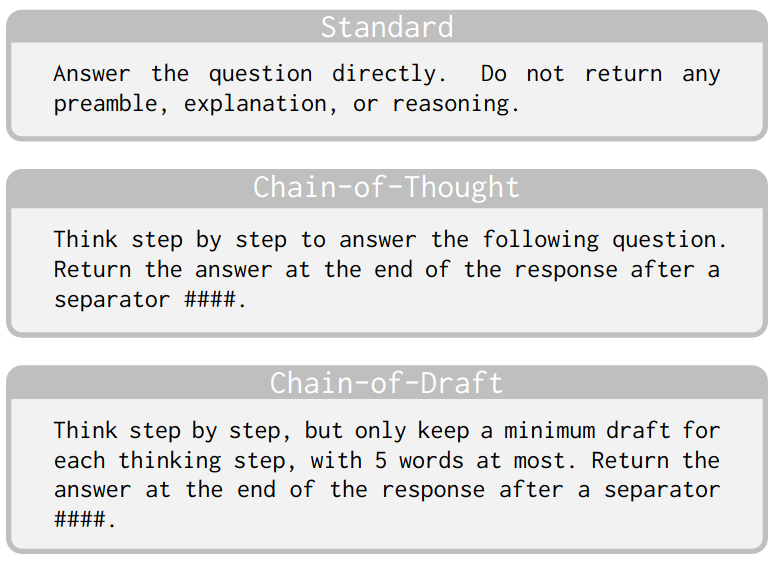 Standard
Answer the question directly. Do not return any
preamble, explanation, or reasoning.
Chain-of-Thought
Think step by step to answer the following question.
Return the answer at the end of the response after a
separator ####.
Chain-of-Draft
Think step by step, but only keep a minimum draft for
each thinking step, with 5 words at most. Return the
answer at the end of the response after a separator
####.